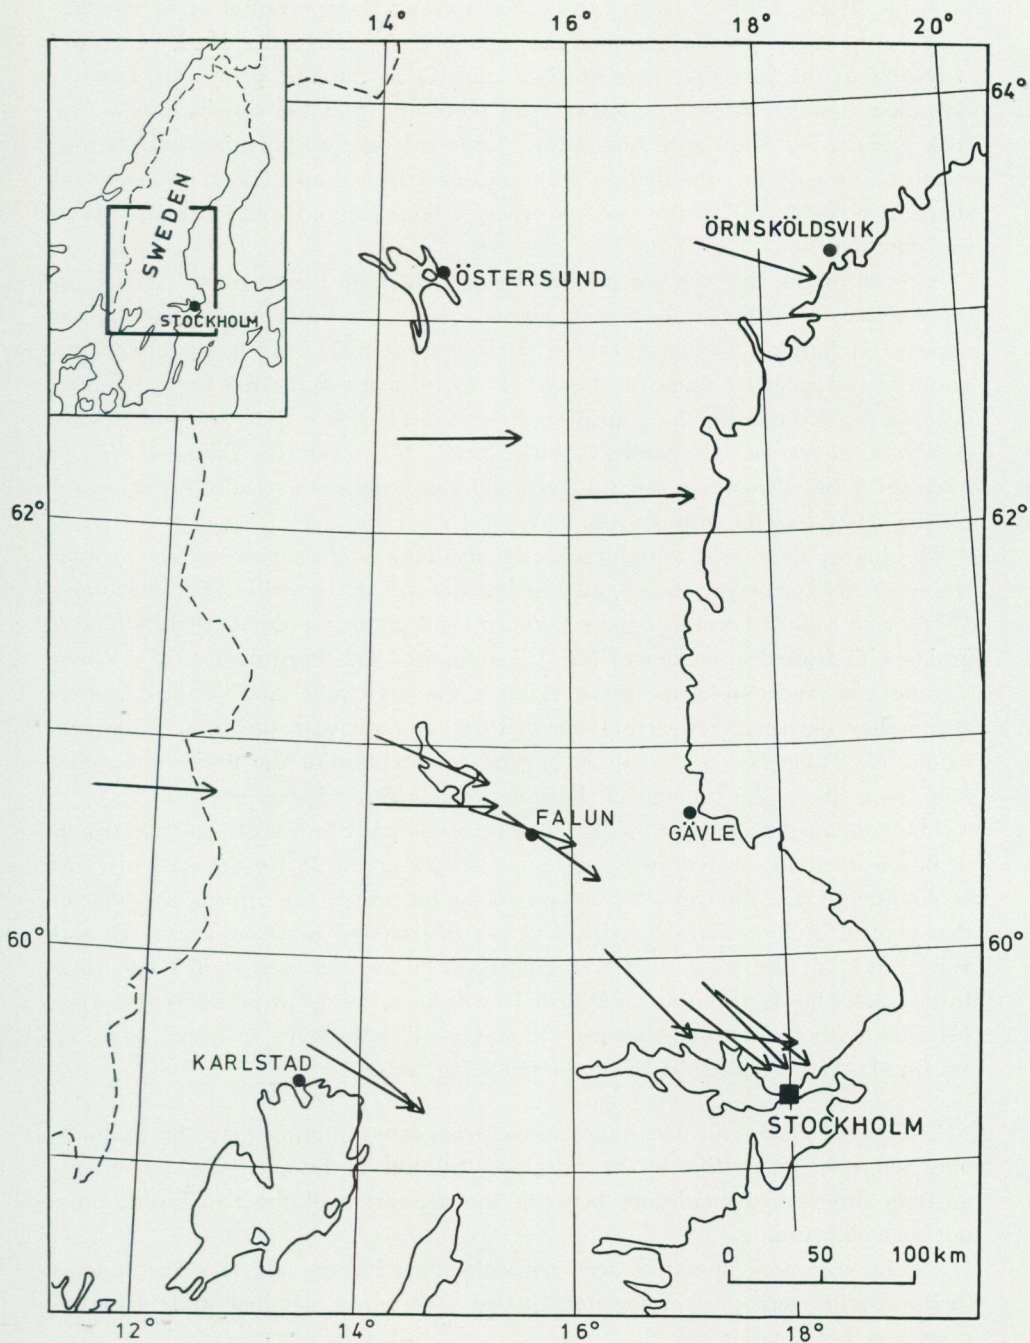 14° 16° 18° 20°
64°
SWEDEN
STOCKHOLM
ÖRNSKÖLDSVIK
ÖSTERSUND
62° 62°
FALUN
GÄVLE
60° 60°
KARLSTAD
STOCKHOLM
0 50 100 km
12° 14° 16° 18°